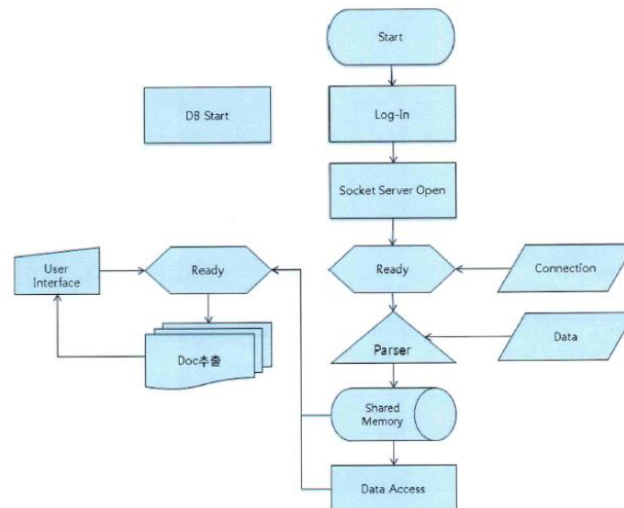 Start
DB Start
Log-In
Socket Server Open
User
Interface
Ready
Ready
Connection
Doc추출
Parser
Data
Shared
Memory
Data Access